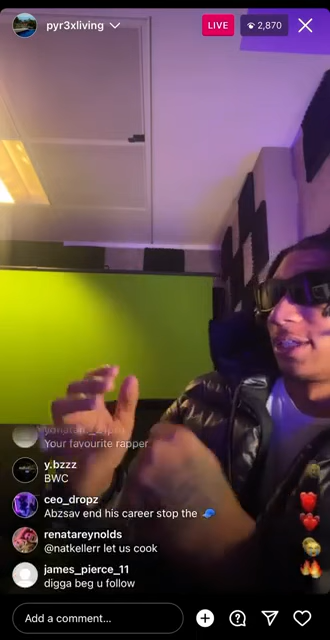 pyr3xliving
LIVE
2,870
Your favourite rapper
y.bzzz
BWC
ceo_dropz
Abzsav end his career stop the 🧢
renatareynolds
@natkellerr let us cook
james_pierce_11
digga beg u follow
Add a comment...